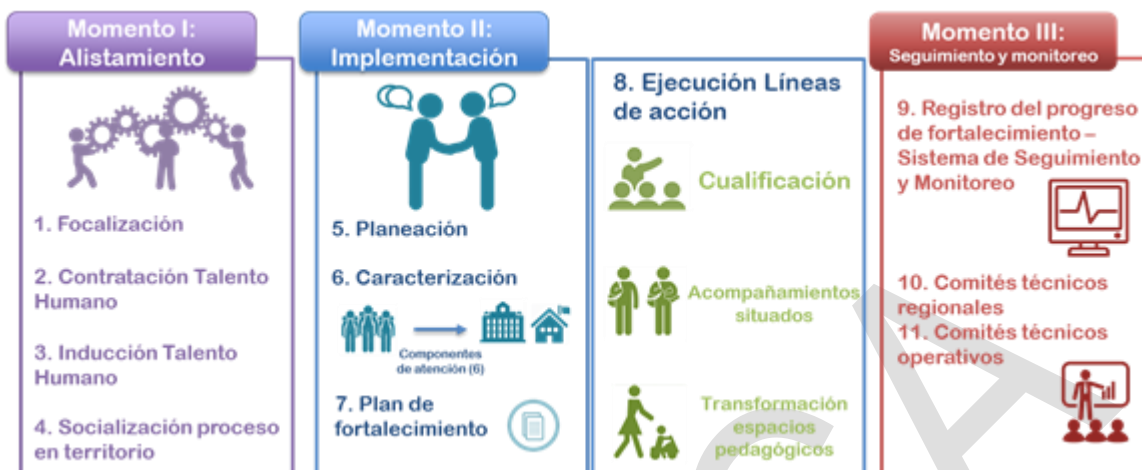 Momento I:
Alistamiento
1. Focalización
2. Contratación Talento
Humano
3. Inducción Talento
Humano
4. Socialización proceso
en territorio
Momento II:
Implementación
5. Planeación
6. Caracterización
Componentes
de atención (6)
7. Plan de
fortalecimiento
8. Ejecución Líneas
de acción
Cualificación
Acompañamientos
situados
Transformación
espacios
pedagógicos
Momento III:
Seguimiento y monitoreo
9. Registro del progreso
de fortalecimiento –
Sistema de Seguimiento
y Monitoreo
10. Comités técnicos
regionales
11. Comités técnicos
operativos